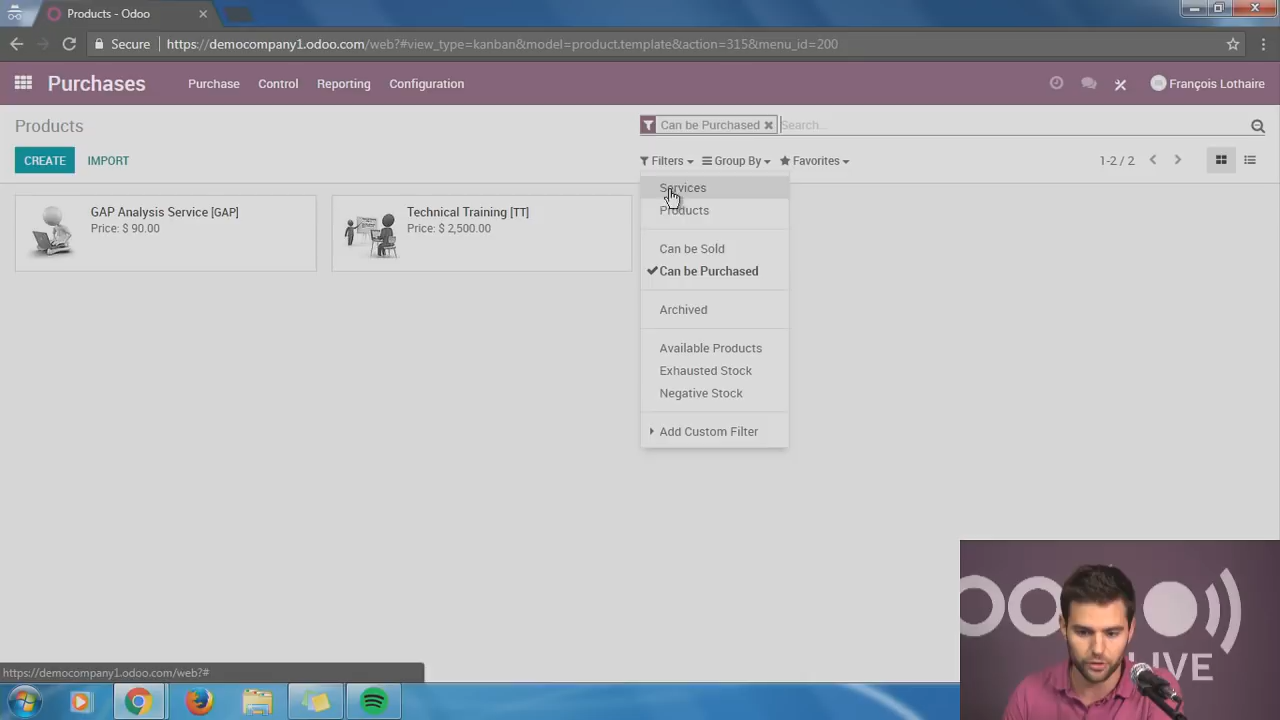 Products - Odoo
Secure https://democompany1.odoo.com/web?#view_type=kanban&model=product.template&action=315&menu_id=200
Purchases Purchase Control Reporting Configuration François Lothaire
Products
Can be Purchased Search...
CREATE IMPORT
Filters Group By Favorites 1-2 / 2
GAP Analysis Service [GAP]
Price: $ 90.00
Technical Training [TT]
Price: $ 2,500.00
Services
Products
Can be Sold
Can be Purchased
Archived
Available Products
Exhausted Stock
Negative Stock
Add Custom Filter
LIVE
https://democompany1.odoo.com/web?#